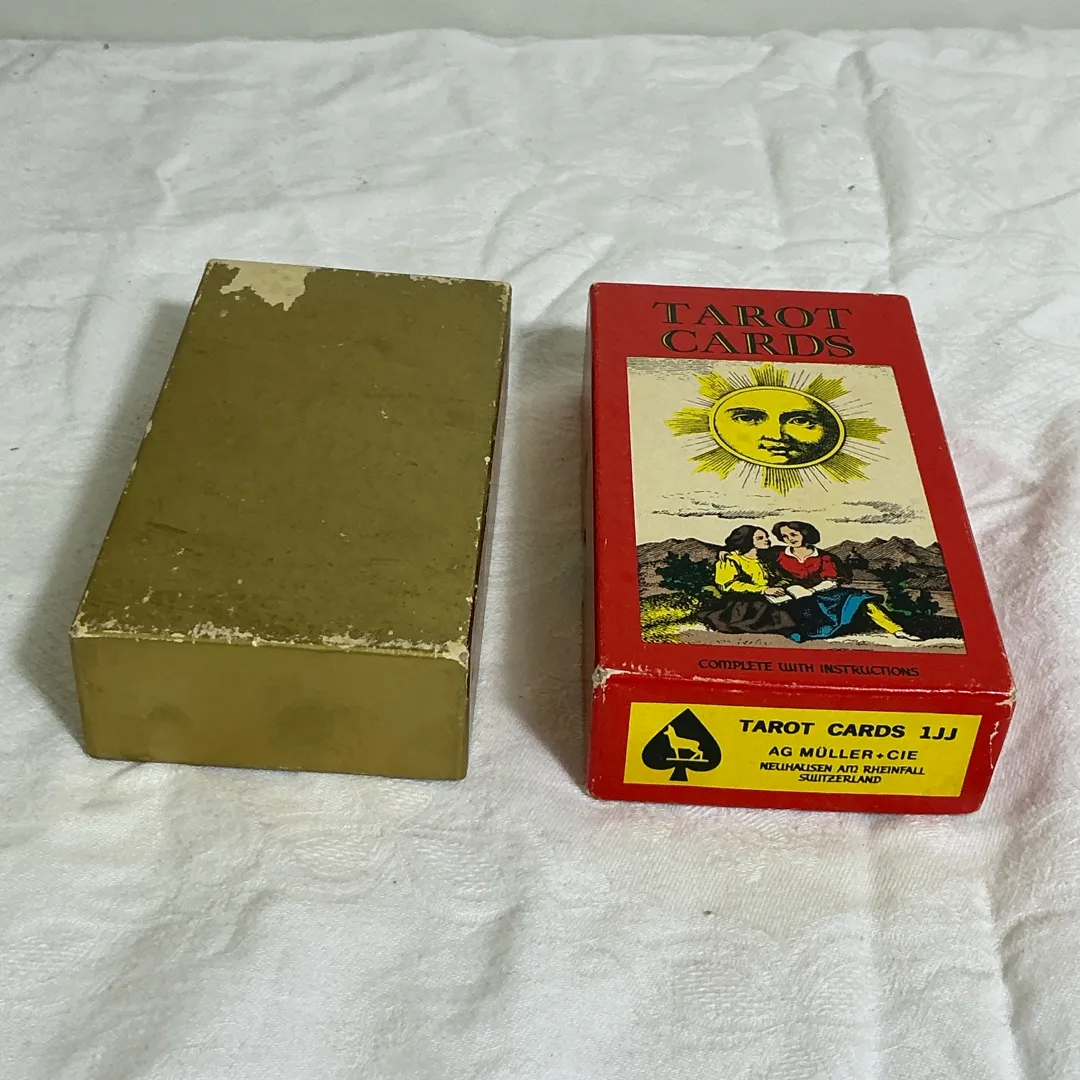 TAROT
CARDS
COMPLETE WITH INSTRUCTIONS
TAROT CARDS 1JJ
AG MÜLLER+CIE
NEUHAUSEN AM RHEINFALL
SWITZERLAND